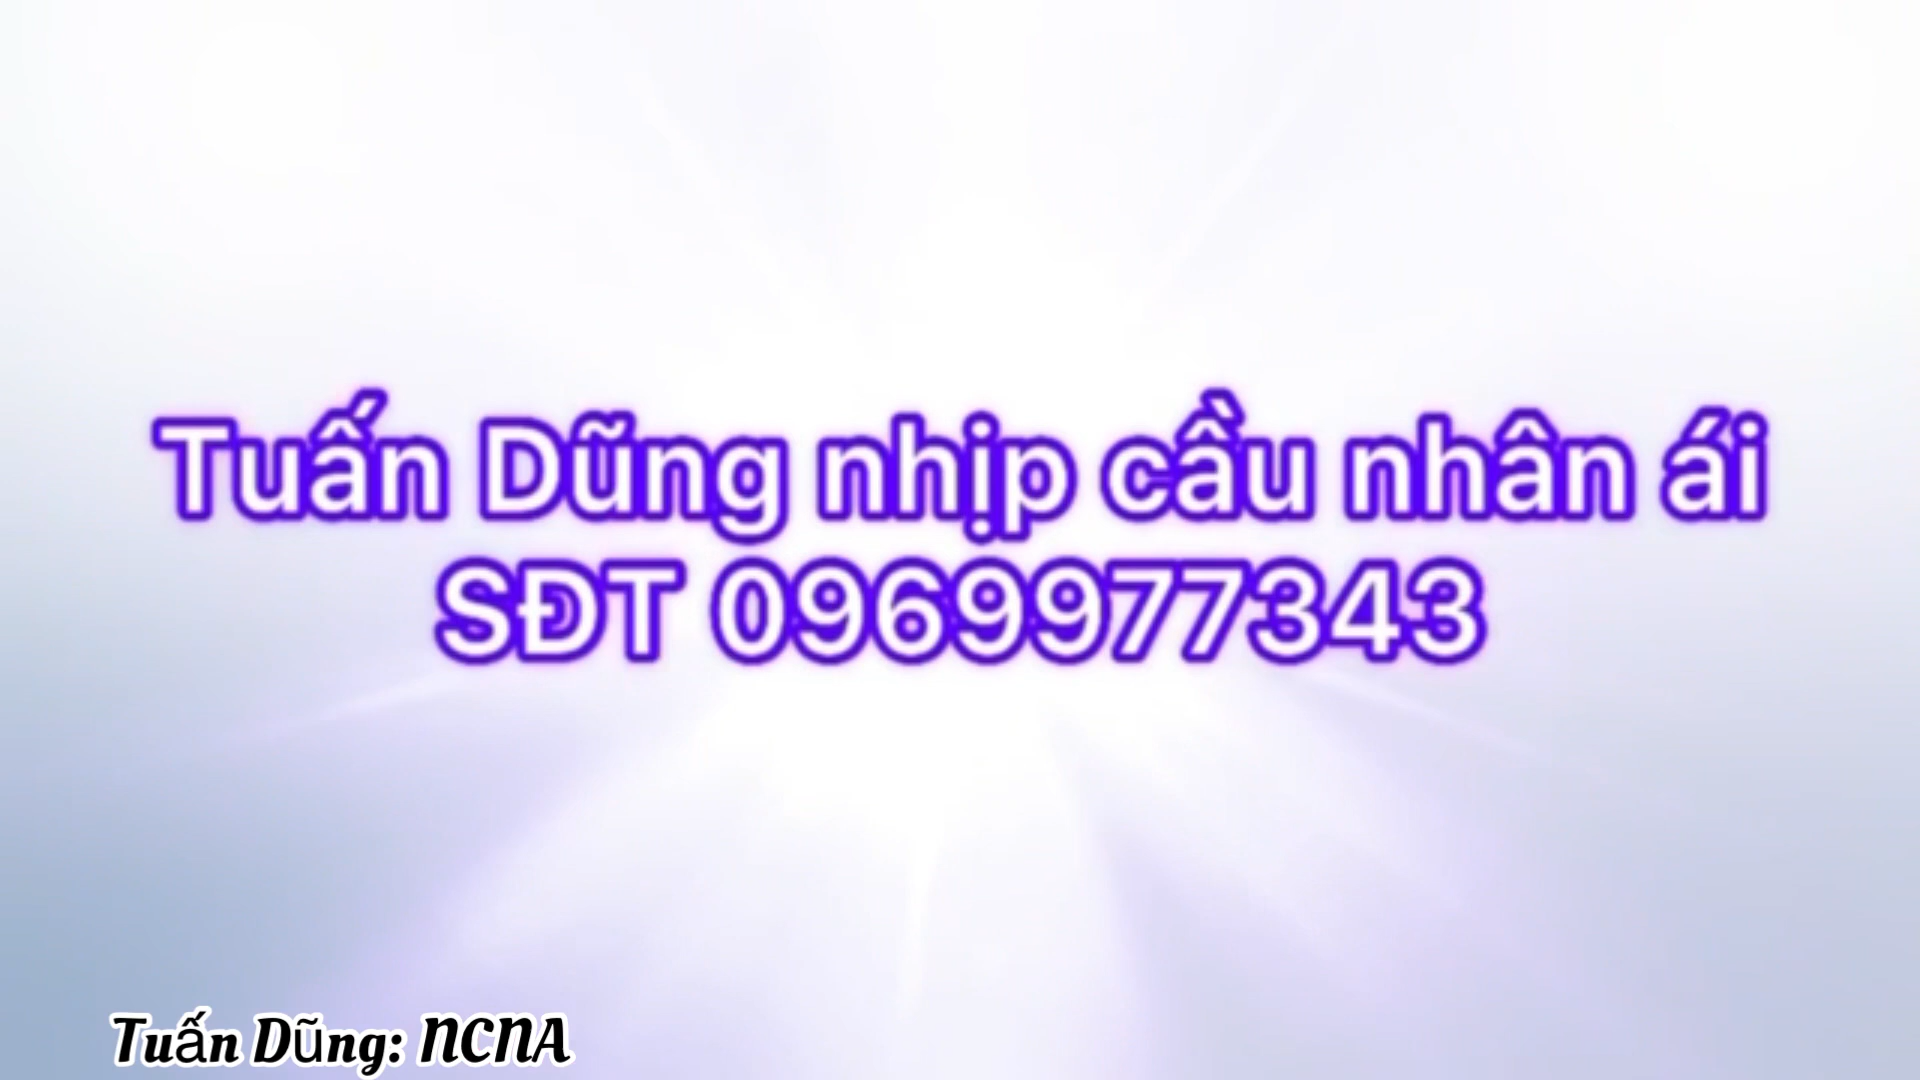 Tuấn Dũng nhịp cầu nhân ái
SĐT 0969977343
Tuấn Dũng: NCNA